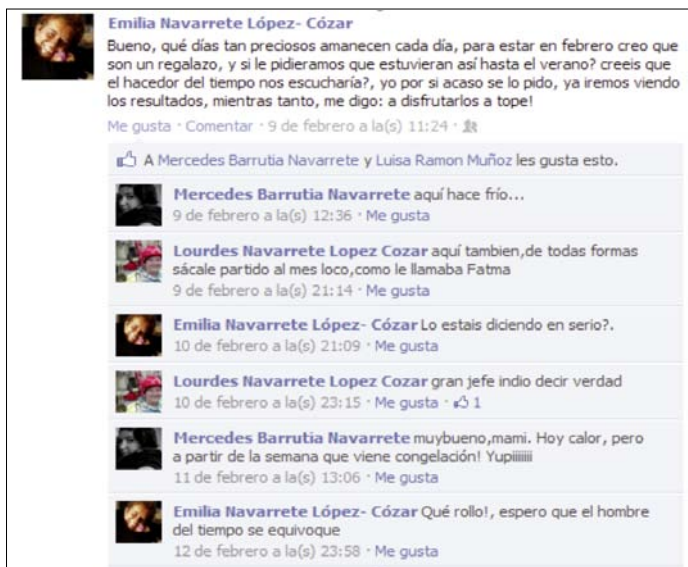 Emilia Navarrete López- Cózar
Bueno, qué días tan preciosos amanecen cada día, para estar en febrero creo que
son un regalazo, y si le pidieramos que estuvieran así hasta el verano? creeis que
el hacedor del tiempo nos escucharía?, yo por si acaso se lo pido, ya iremos viendo
los resultados, mientras tanto, me digo: a disfrutarlos a tope!
Me gusta · Comentar · 9 de febrero a la(s) 11:24 ·
A Mercedes Barrutia Navarrete y Luisa Ramon Muñoz les gusta esto.
Mercedes Barrutia Navarrete aquí hace frío...
9 de febrero a la(s) 12:36 · Me gusta
Lourdes Navarrete Lopez Cozar aquí tambien,de todas formas
sácale partido al mes loco,como le llamaba Fatma
9 de febrero a la(s) 21:14 · Me gusta
Emilia Navarrete López- Cózar Lo estais diciendo en serio?.
10 de febrero a la(s) 21:09 · Me gusta
Lourdes Navarrete Lopez Cozar gran jefe indio decir verdad
10 de febrero a la(s) 23:15 · Me gusta · 1
Mercedes Barrutia Navarrete muybueno,mami. Hoy calor, pero
a partir de la semana que viene congelación! Yupiiiiiii
11 de febrero a la(s) 13:06 · Me gusta
Emilia Navarrete López- Cózar Qué rollo!, espero que el hombre
del tiempo se equivoque
12 de febrero a la(s) 23:58 · Me gusta